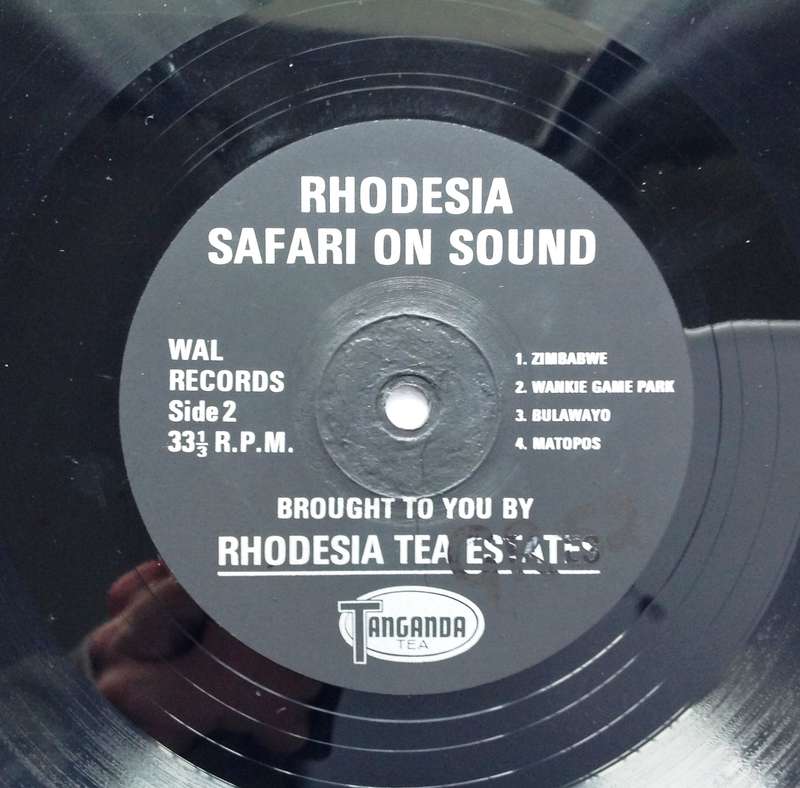 RHODESIA
SAFARI ON SOUND
WAL
RECORDS
Side 2
33⅓ R.P.M.
1. ZIMBABWE
2. WANKIE GAME PARK
3. BULAWAYO
4. MATOPOS
BROUGHT TO YOU BY
RHODESIA TEA ESTATES
TANGANDA
TEA